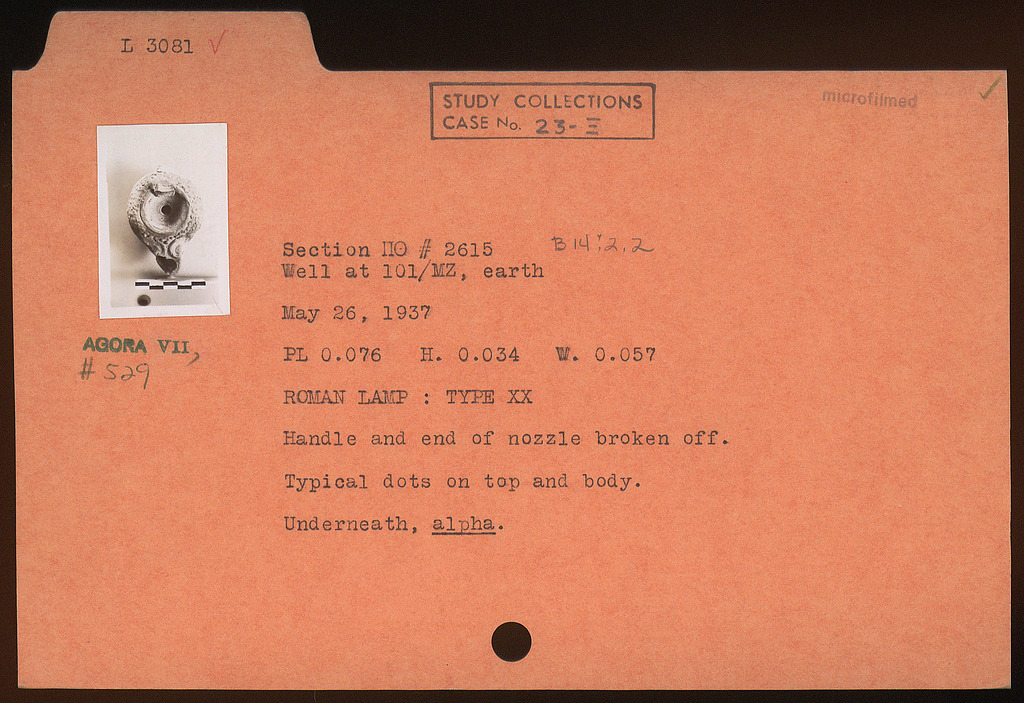 L 3081 ✓
STUDY COLLECTIONS
CASE No. 23-Ξ
microfilmed ✓
Section ΠΘ # 2615 B 14:2.2
Well at 101/MZ, earth
May 26, 1937
AGORA VII,
# 529
PL 0.076 H. 0.034 W. 0.057
ROMAN LAMP : TYPE XX
Handle and end of nozzle broken off.
Typical dots on top and body.
Underneath, alpha.